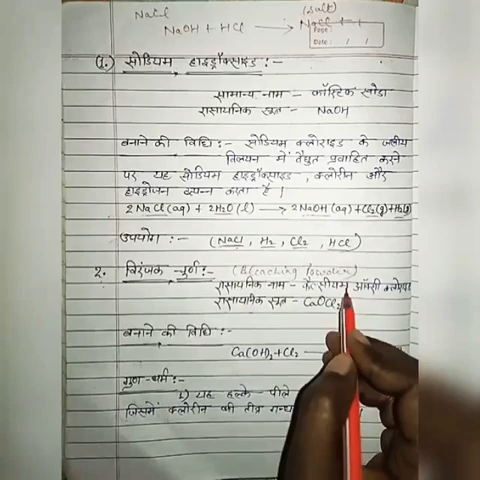 NaCl
(Salt)
NaOH + HCl → NaCl +
Page :
Date : / /
(1.) सोडियम हाइड्रॉक्साइड :-
सामान्य नाम - कॉस्टिक सोडा
रासायनिक सूत्र - NaOH
बनाने की विधि :- सोडियम क्लोराइड के जलीय
विलयन में वैद्युत प्रवाहित करने
पर यह सोडियम हाइड्रॉक्साइड, क्लोरीन और
हाइड्रोजन उत्पन्न करता है।
2NaCl(aq) + 2H₂O(l) → 2NaOH(aq)+Cl₂(g)+H₂(g)
उपयोग :- (NaCl, H₂, Cl₂, HCl)
2. विरंजक चूर्ण :- (Bleaching Powder)
रासायनिक नाम - कैल्सीयम ऑक्सी
रासायनिक सूत्र - CaOCl₂
बनाने की विधि :-
Ca(OH)₂+Cl₂
गुण-धर्म :-
1) यह हल्के पीले
जिसमें क्लोरीन की तीव्र गन्ध